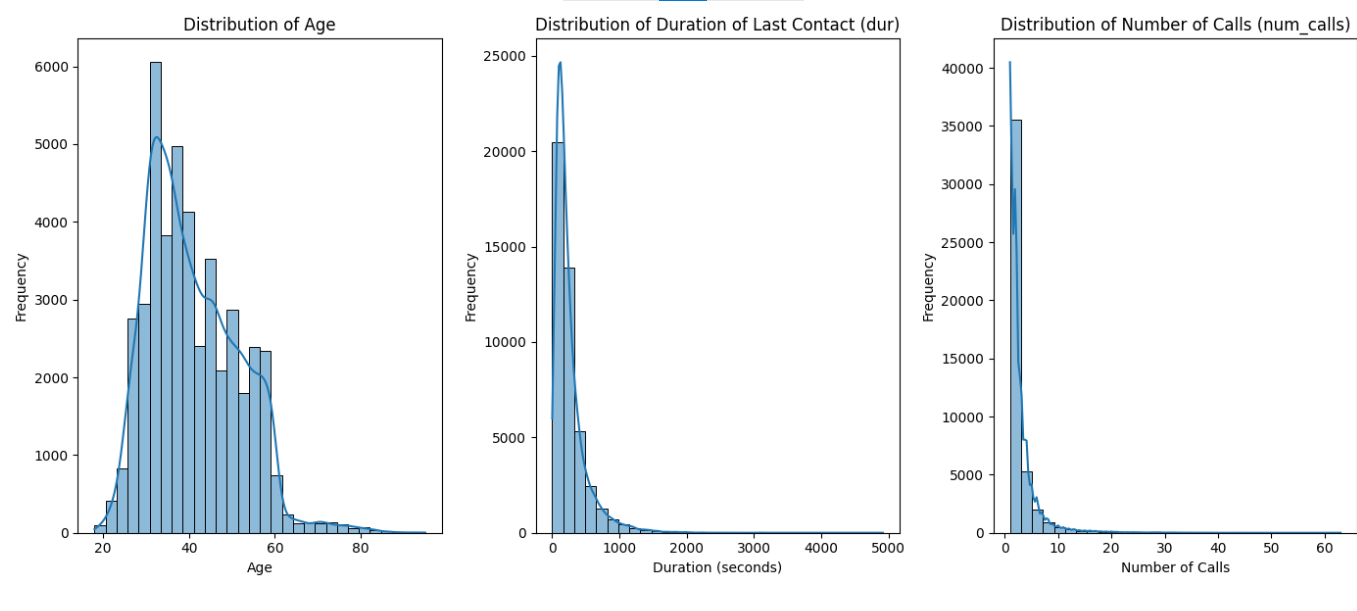 Distribution of Age
Frequency
6000
5000
4000
3000
2000
1000
0
20 40 60 80
Age
Distribution of Duration of Last Contact (dur)
Frequency
25000
20000
15000
10000
5000
0
0 1000 2000 3000 4000 5000
Duration (seconds)
Distribution of Number of Calls (num_calls)
Frequency
40000
35000
30000
25000
20000
15000
10000
5000
0
0 10 20 30 40 50 60
Number of Calls